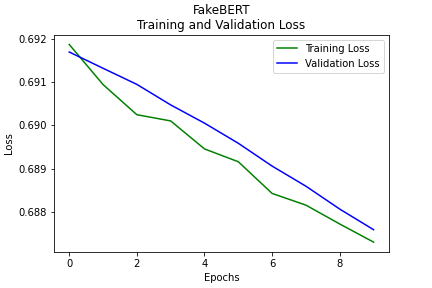 FakeBERT
Training and Validation Loss
Training Loss
Validation Loss
0.692
0.691
0.690
0.689
0.688
Loss
0 2 4 6 8
Epochs